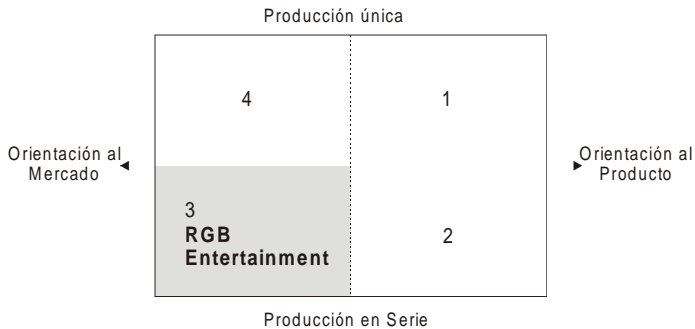 Producción única
4
1
Orientación al
Mercado
Orientación al
Producto
3
RGB
Entertainment
2
Producción en Serie